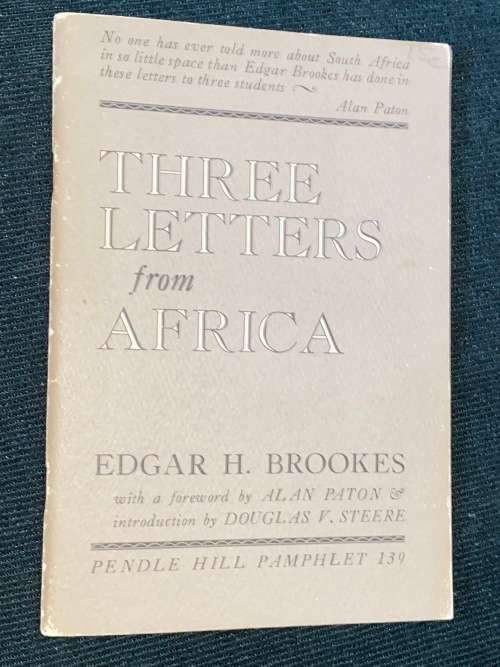 No one has ever told more about South Africa
in so little space than Edgar Brookes has done in
these letters to three students
Alan Paton
THREE
LETTERS
from
AFRICA
EDGAR H. BROOKES
with a foreword by ALAN PATON &
introduction by DOUGLAS V. STEERE
PENDLE HILL PAMPHLET 139